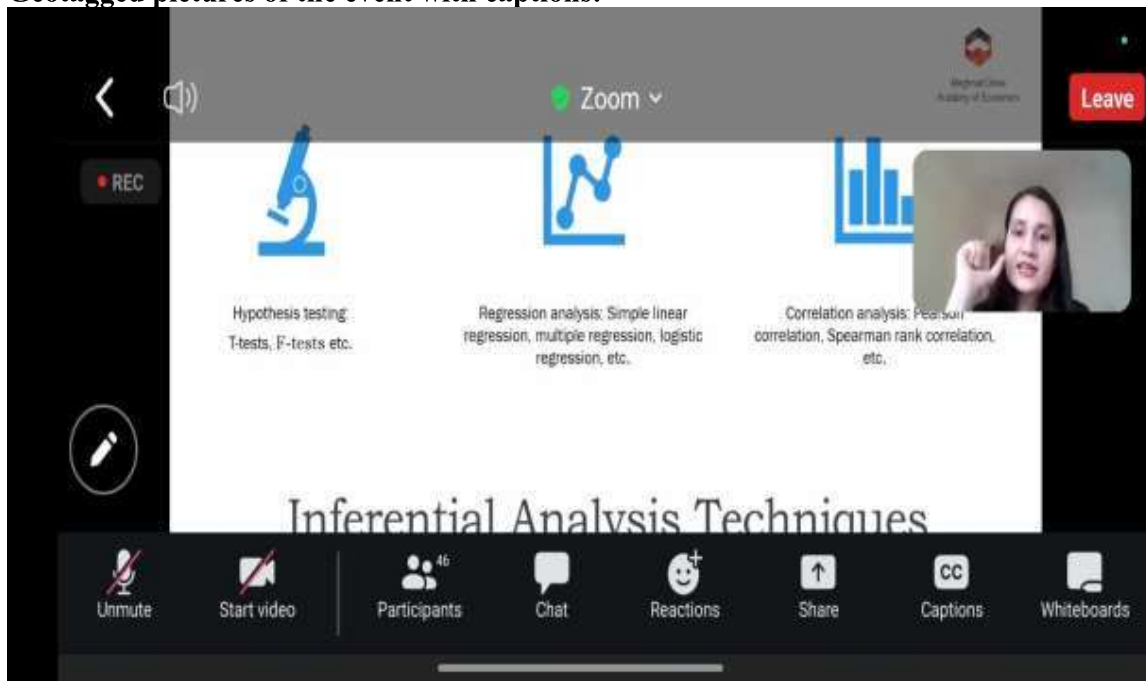 Geotagged pictures of the event with captions:
Zoom
Leave
REC
Hypothesis testing
T-tests, F-tests etc.
Regression analysis: Simple linear
regression, multiple regression, logistic
regression, etc.
Correlation analysis: Pearson
correlation, Spearman rank correlation,
etc.
Inferential Analysis Techniques
46
Unmute
Start video
Participants
Chat
Reactions
Share
CC
Captions
Whiteboards